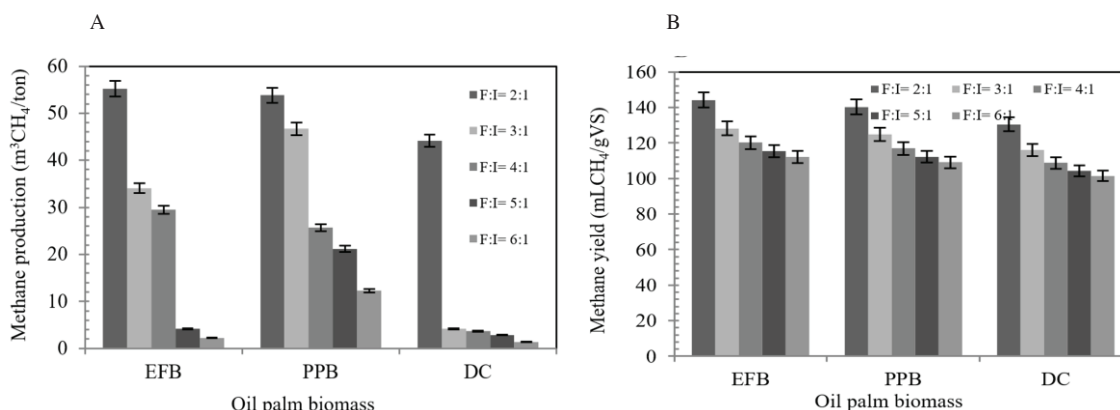 A
B
Methane production (m³CH₄/ton)
60
50
40
30
20
10
0
F:I= 2:1
F:I= 3:1
F:I= 4:1
F:I= 5:1
F:I= 6:1
EFB PPB DC
Oil palm biomass
Methane yield (mLCH₄/gVS)
160
140
120
100
80
60
40
20
0
F:I= 2:1 F:I= 3:1 F:I= 4:1
F:I= 5:1 F:I= 6:1
EFB PPB DC
Oil palm biomass